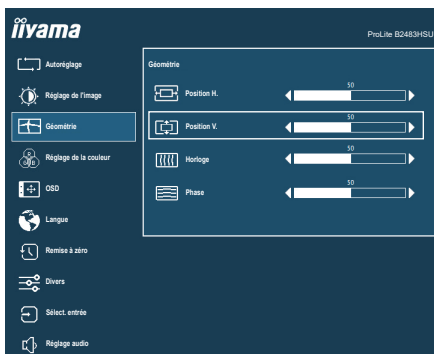 iiyama
ProLite B2483HSU
Autoréglage
Réglage de l'image
Géométrie
Réglage de la couleur
OSD
Langue
Remise à zéro
Divers
Sélect. entrée
Réglage audio
Géométrie
Position H.
50
Position V.
50
Horloge
50
Phase
50